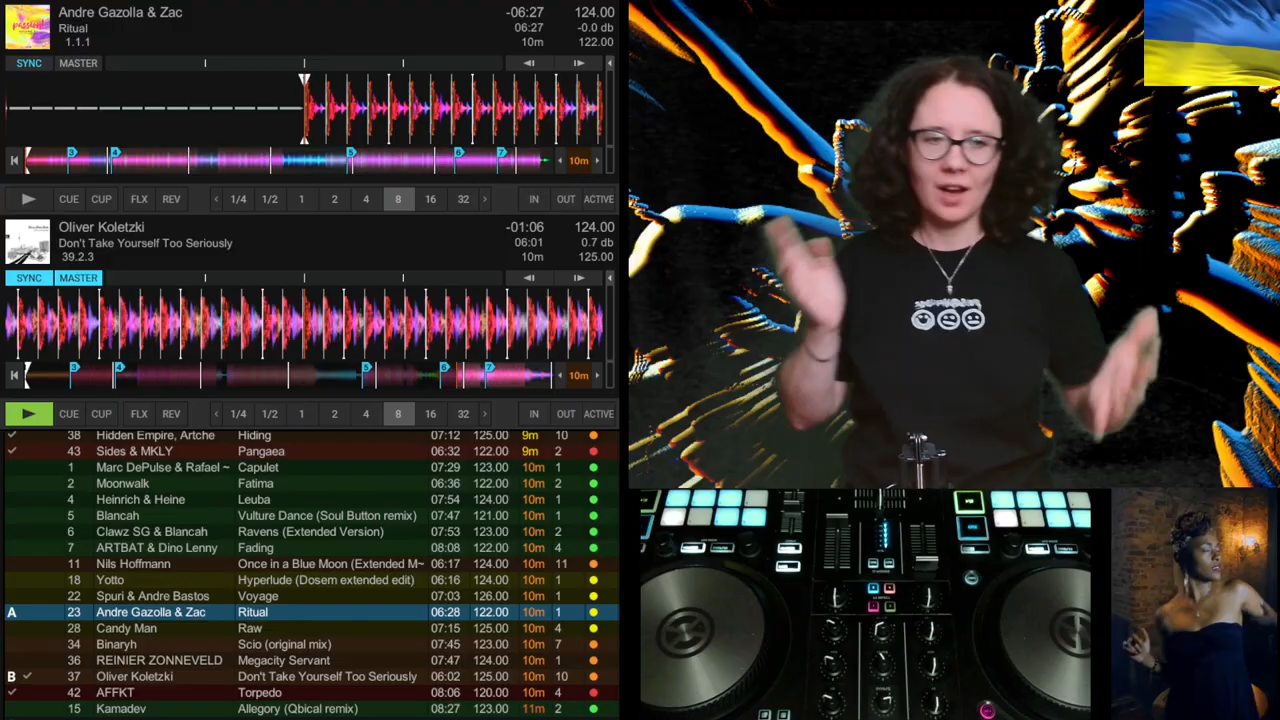 Andre Gazolla & Zac -06:27 124.00
Ritual 06:27 -0.0 db
1.1.1 10m 122.00
SYNC MASTER
3 4 5 6 7 10m
CUE CUP FLX REV 1/4 1/2 1 2 4 8 16 32 IN OUT ACTIVE
Oliver Koletzki -01:06 124.00
Don't Take Yourself Too Seriously 06:01 0.7 db
39.2.3 10m 125.00
SYNC MASTER
3 4 5 6 7 10m
CUE CUP FLX REV 1/4 1/2 1 2 4 8 16 32 IN OUT ACTIVE
38 Hidden Empire, Artche Hiding 07:12 125.00 9m 10
43 Sides & MKLY Pangaea 06:32 122.00 9m 2
1 Marc DePulse & Rafael ~ Capulet 07:29 123.00 10m 1
2 Moonwalk Fatima 06:36 122.00 10m 2
4 Heinrich & Heine Leuba 07:54 124.00 10m 1
5 Blancah Vulture Dance (Soul Button remix) 07:47 121.00 10m 1
6 Clawz SG & Blancah Ravens (Extended Version) 07:53 123.00 10m 2
7 ARTBAT & Dino Lenny Fading 08:08 122.00 10m 4
11 Nils Hoffmann Once in a Blue Moon (Extended M~ 06:17 124.00 10m 11
18 Yotto Hyperlude (Dosem extended edit) 06:16 124.00 10m 1
22 Spuri & Andre Bastos Voyage 07:03 126.00 10m 1
A 23 Andre Gazolla & Zac Ritual 06:28 122.00 10m 1
28 Candy Man Raw 07:15 125.00 10m 4
34 Binaryh Scio (original mix) 07:45 123.00 10m 7
36 REINIER ZONNEVELD Megacity Servant 07:47 124.00 10m 1
B 37 Oliver Koletzki Don't Take Yourself Too Seriously 06:02 125.00 10m 10
42 AFFKT Torpedo 08:06 120.00 10m 4
15 Kamadev Allegory (Qbical remix) 08:27 123.00 11m 2